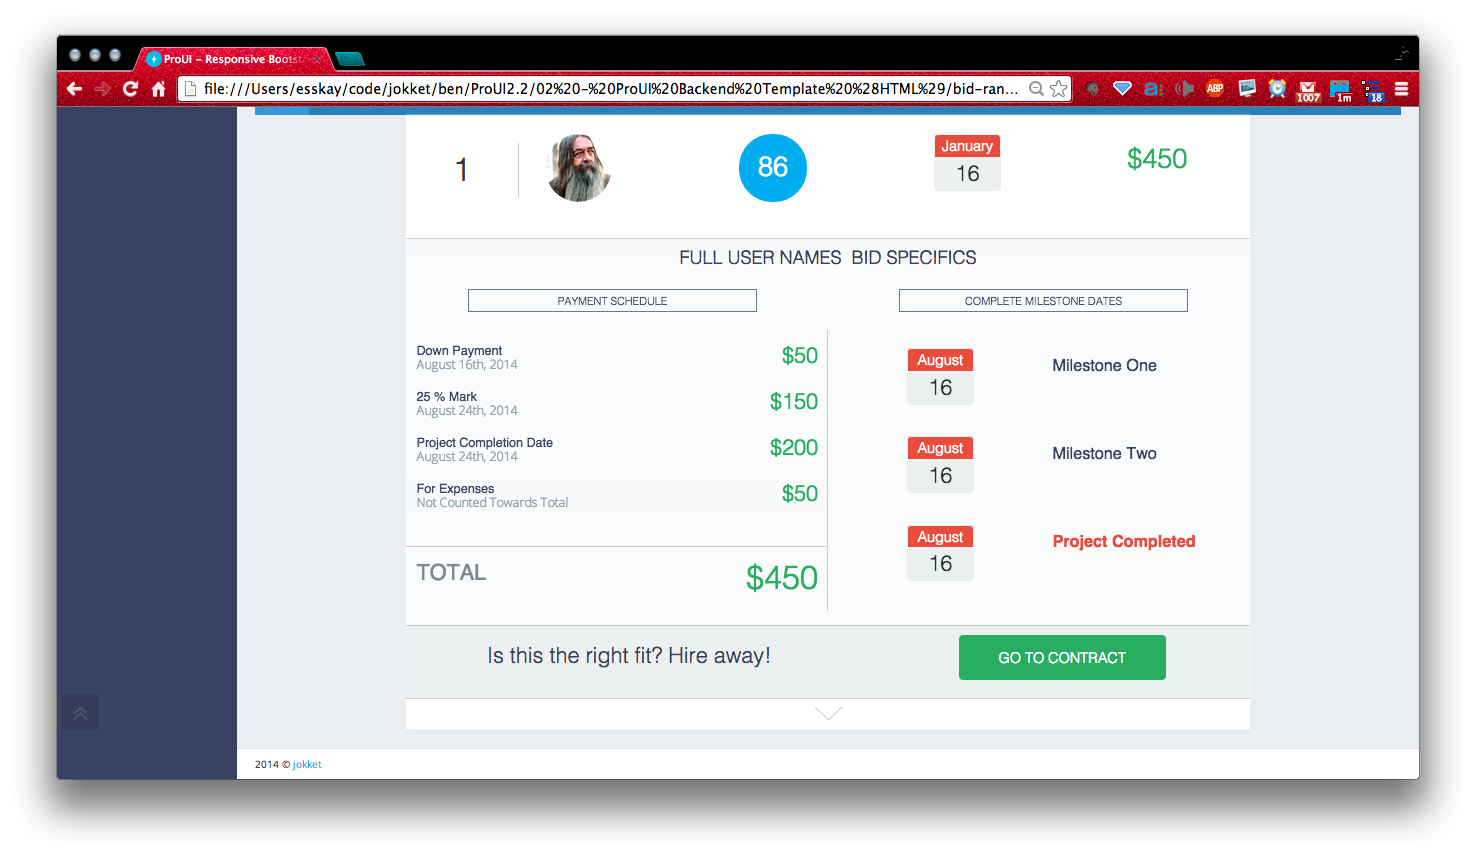 ProUI - Responsive Bootst
file:///Users/esskay/code/jokket/ben/ProUI2.2/02%20-%20ProUI%20Backend%20Template%20%28HTML%29/bid-ran...
ABP
1007
1m
18
1
86
January
16
$450
FULL USER NAMES BID SPECIFICS
PAYMENT SCHEDULE
COMPLETE MILESTONE DATES
Down Payment
August 16th, 2014
$50
25 % Mark
August 24th, 2014
$150
Project Completion Date
August 24th, 2014
$200
For Expenses
Not Counted Towards Total
$50
TOTAL
$450
August
16
Milestone One
August
16
Milestone Two
August
16
Project Completed
Is this the right fit? Hire away!
GO TO CONTRACT
2014 © jokket